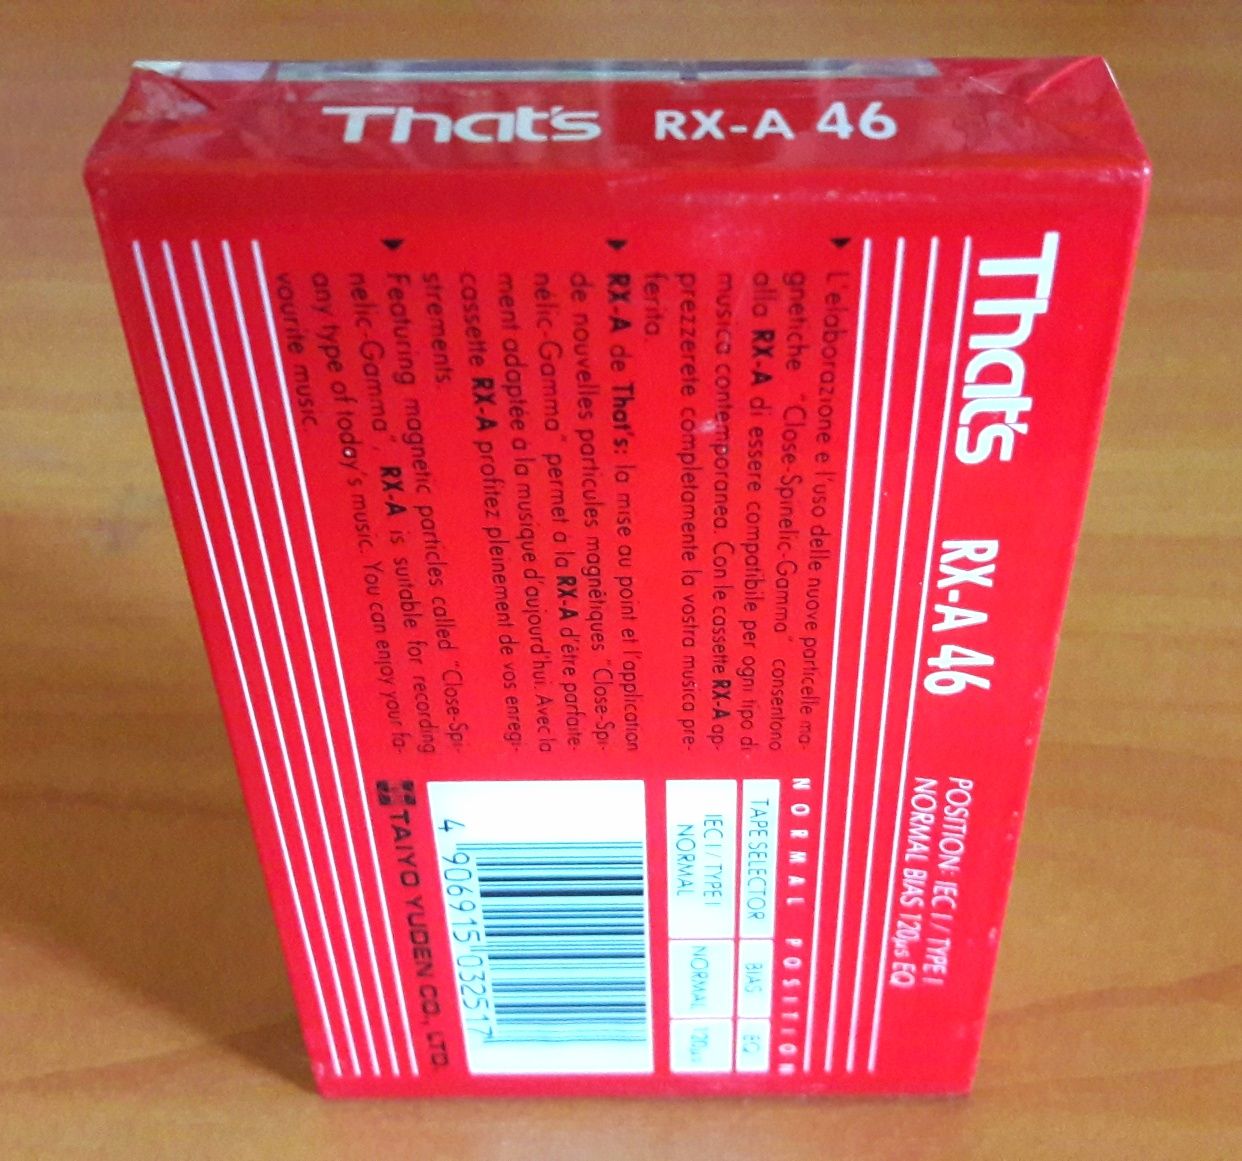 That's RX-A 46
That's RX-A 46
POSITION: IEC I / TYPE I
NORMAL BIAS 120µs EQ
L'elaborazione e l'uso delle nuove particelle ma-
gnetiche "Close-Spinelic-Gamma" consentono
alla RX-A di essere compatibile per ogni tipo di
musica contemporanea. Con le cassette RX-A ap-
prezzerete completamente la vostra musica pre-
ferita.
RX-A de That's: la mise au point et l'application
de nouvelles particules magnétiques "Close-Spi-
nélic-Gamma" permet à la RX-A d'être parfaite-
ment adaptée à la musique d'aujourd'hui. Avec la
cassette RX-A profitez pleinement de vos enregi-
strements.
Featuring magnetic particles called "Close-Spi-
nelic-Gamma", RX-A is suitable for recording
any type of today's music. You can enjoy your fa-
vourite music.
NORMAL POSITION
TAPE SELECTOR BIAS EQ
IEC I / TYPE I NORMAL 120µs
NORMAL
4 906915 032517
TAIYO YUDEN CO., LTD.